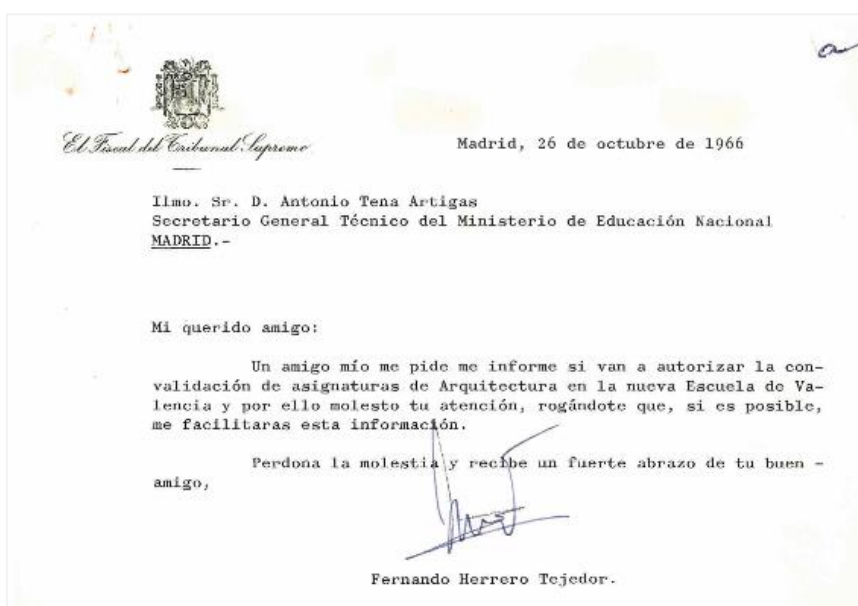 El Fiscal del Tribunal Supremo
Madrid, 26 de octubre de 1966
Ilmo. Sr. D. Antonio Tena Artigas
Secretario General Técnico del Ministerio de Educación Nacional
MADRID.-
Mi querido amigo:
Un amigo mío me pide me informe si van a autorizar la con-
validación de asignaturas de Arquitectura en la nueva Escuela de Va-
lencia y por ello molesto tu atención, rogándote que, si es posible,
me facilitaras esta información.
Perdona la molestia y recibe un fuerte abrazo de tu buen -
amigo,
Fernando Herrero Tejedor.